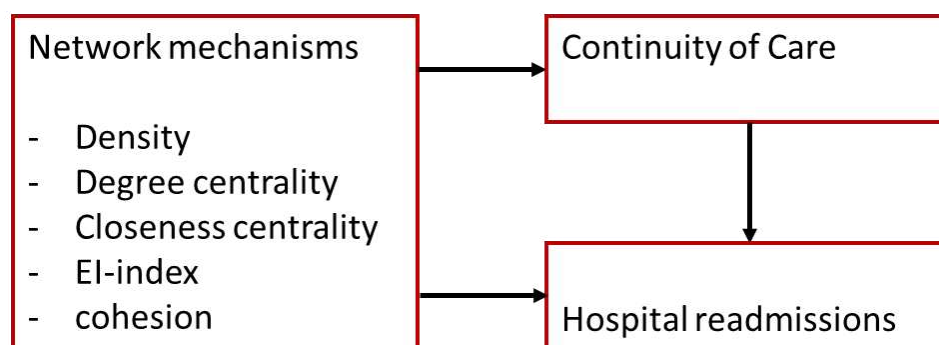 Network mechanisms
- Density
- Degree centrality
- Closeness centrality
- EI-index
- cohesion
Continuity of Care
Hospital readmissions